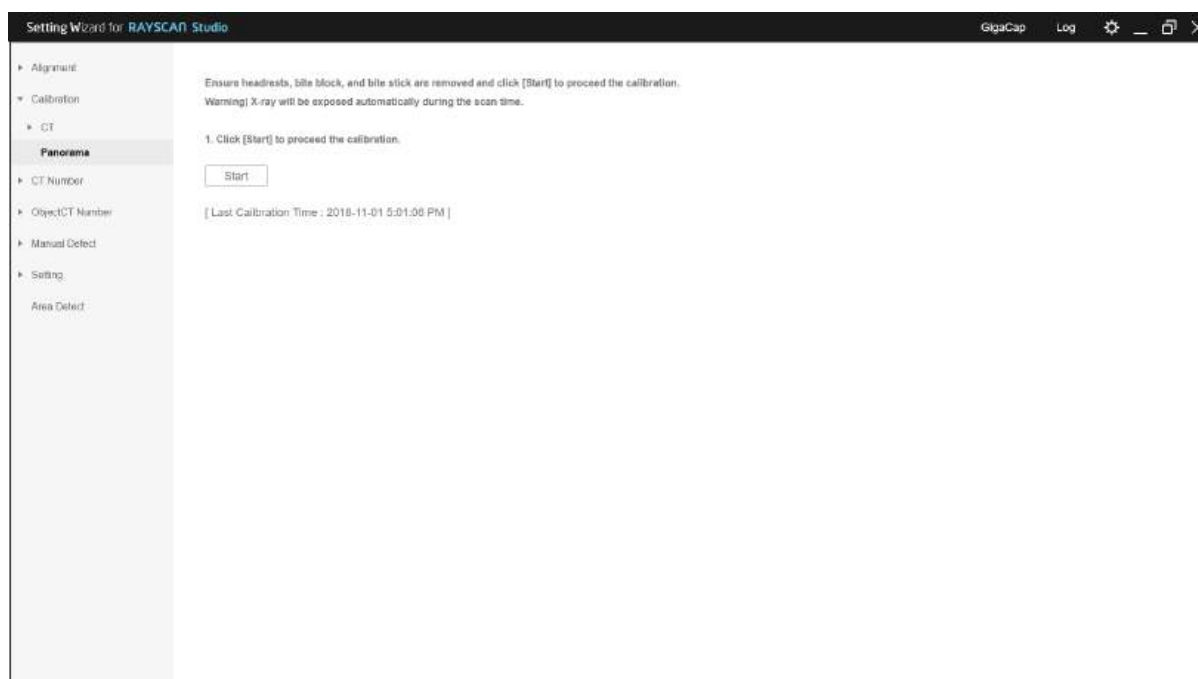 Setting Wizard for RAYSCAN Studio
GigaCap
Log
Alignment
Calibration
CT
Panorama
CT Number
ObjectCT Number
Manual Defect
Setting
Area Defect
Ensure headrests, bite block, and bite stick are removed and click [Start] to proceed the calibration.
Warning) X-ray will be exposed automatically during the scan time.
1. Click [Start] to proceed the calibration.
Start
[ Last Calibration Time : 2018-11-01 5:01:06 PM ]